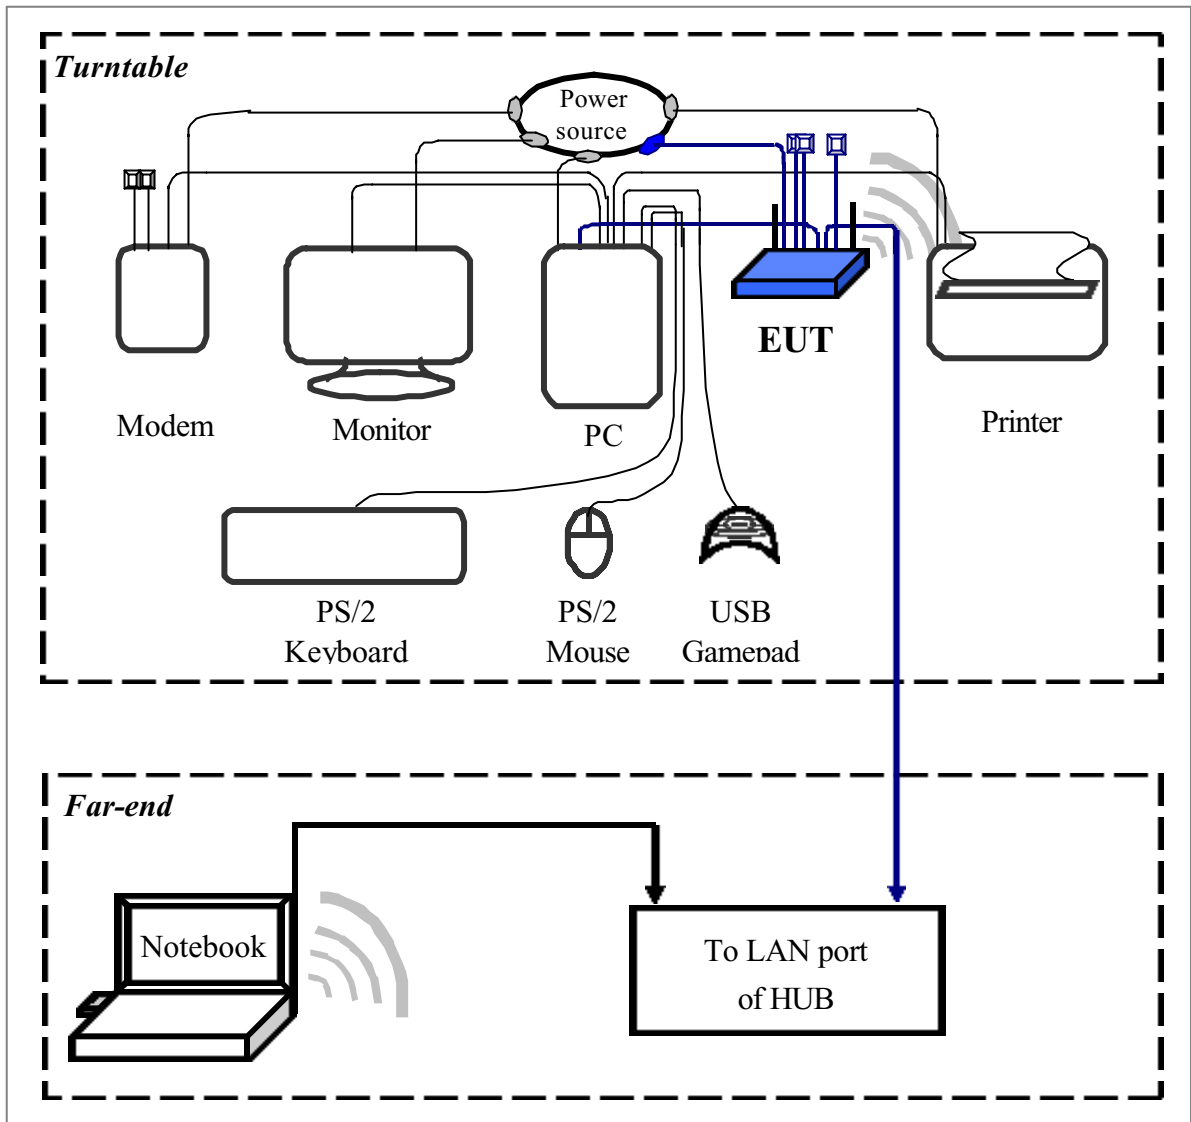 Turntable
Power
source
EUT
Modem
Monitor
PC
Printer
PS/2
Keyboard
PS/2
Mouse
USB
Gamepad
Far-end
Notebook
To LAN port
of HUB